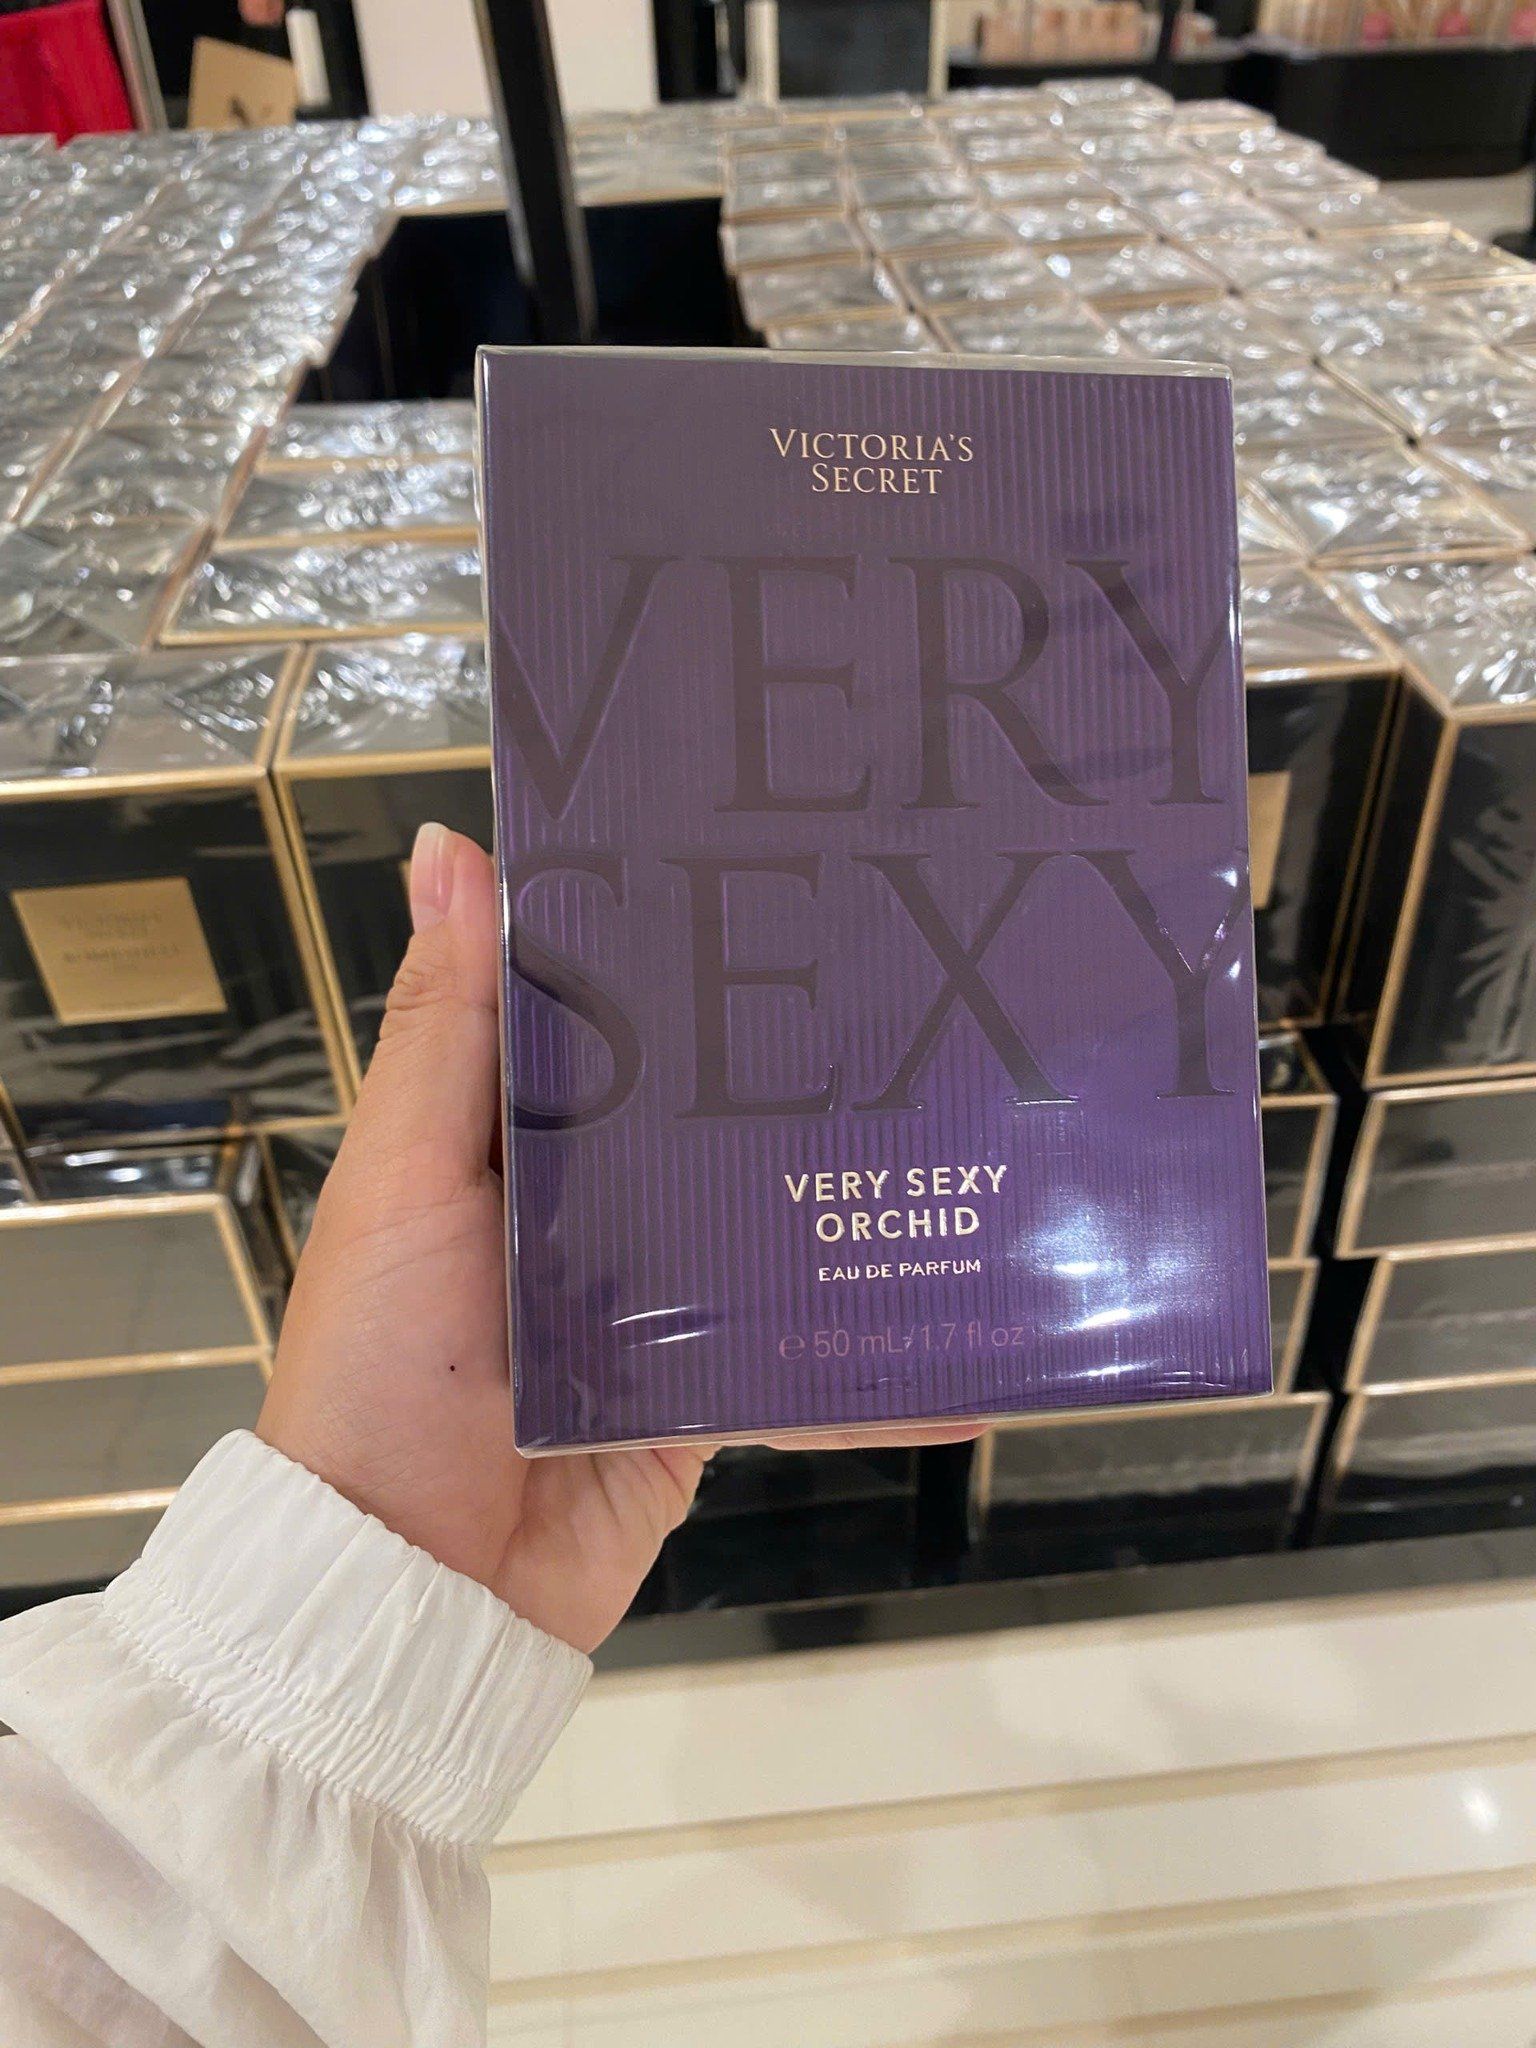 VICTORIA'S
SECRET
VERY
SEXY
VERY SEXY
ORCHID
EAU DE PARFUM
℮ 50 mL/1.7 fl oz